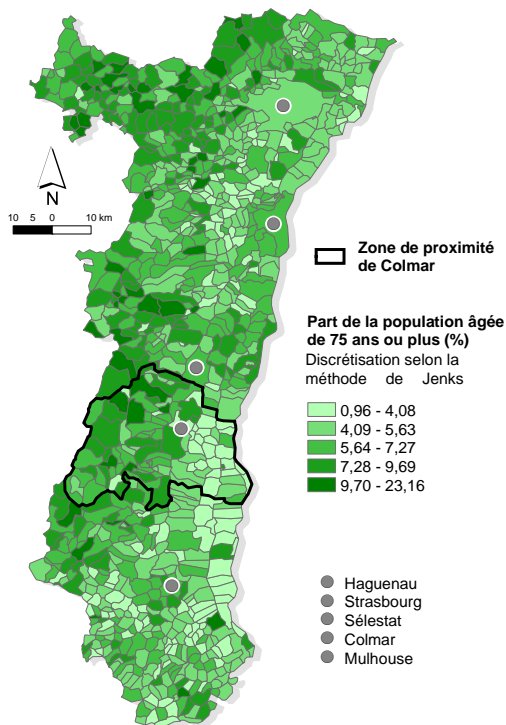 N
10 5 0 10 km
Zone de proximité
de Colmar
Part de la population âgée
de 75 ans ou plus (%)
Discrétisation selon la
méthode de Jenks
0,96 - 4,08
4,09 - 5,63
5,64 - 7,27
7,28 - 9,69
9,70 - 23,16
Haguenau
Strasbourg
Sélestat
Colmar
Mulhouse